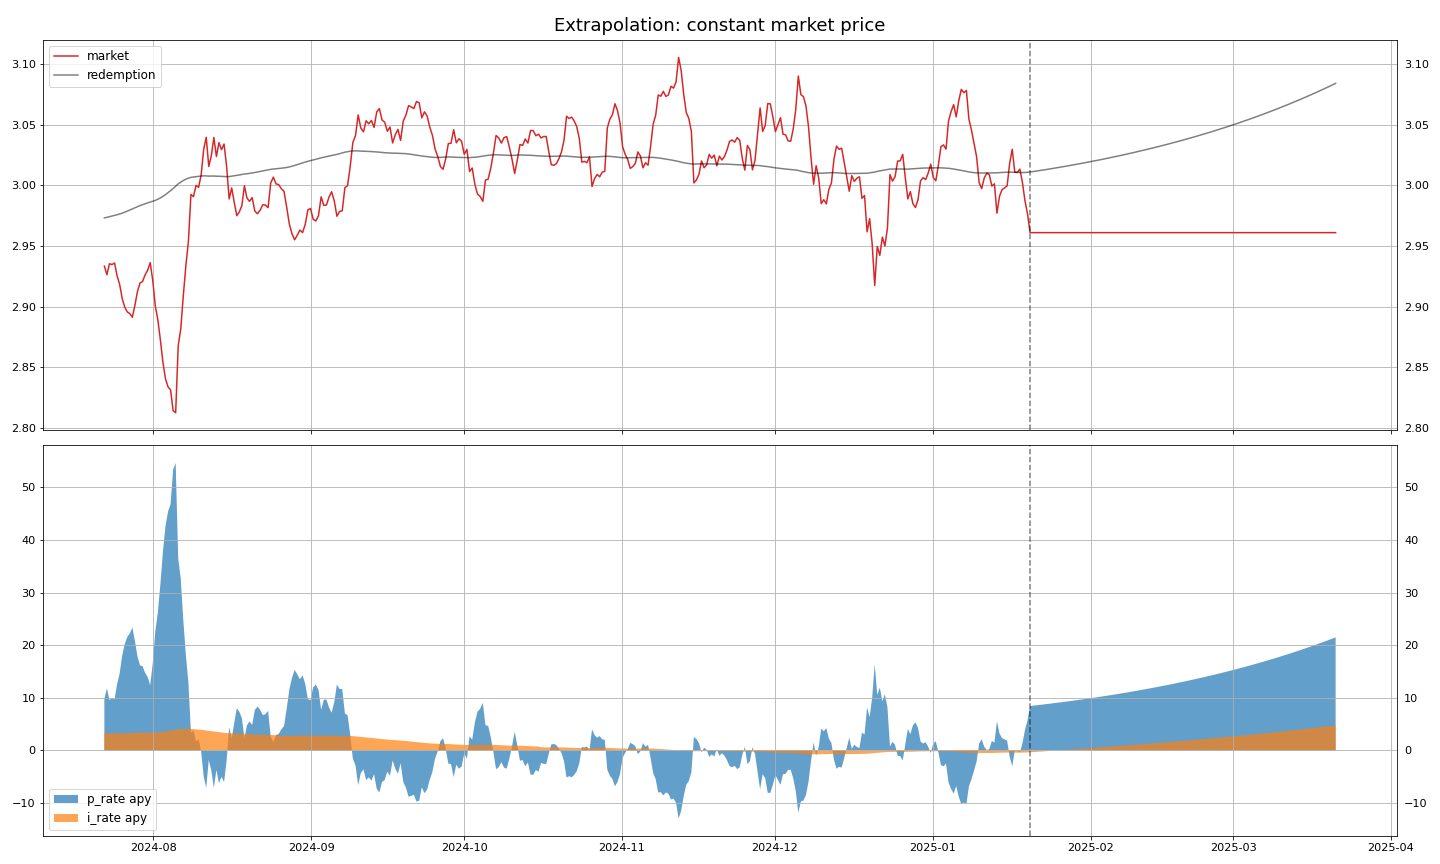 Extrapolation: constant market price
market
redemption
3.10 3.10
3.05 3.05
3.00 3.00
2.95 2.95
2.90 2.90
2.85 2.85
2.80 2.80
50 50
40 40
30 30
20 20
10 10
0 0
−10 −10
p_rate apy
i_rate apy
2024-08 2024-09 2024-10 2024-11 2024-12 2025-01 2025-02 2025-03 2025-04